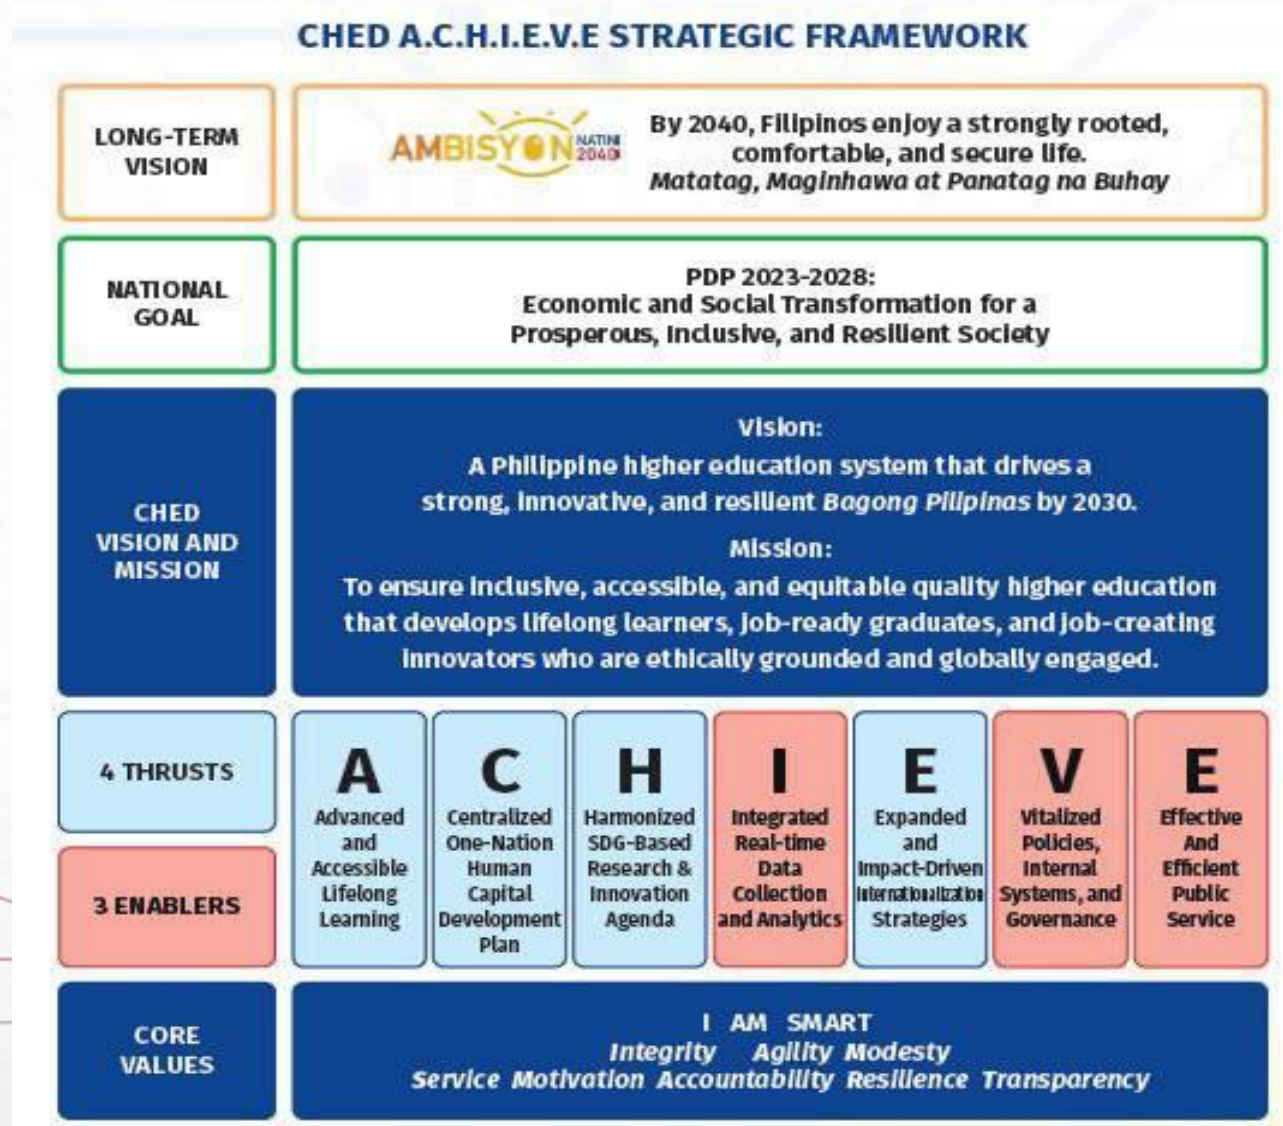 CHED A.C.H.I.E.V.E STRATEGIC FRAMEWORK
LONG-TERM
VISION
AMBISYON NATIN
2040
By 2040, Filipinos enjoy a strongly rooted,
comfortable, and secure life.
Matatag, Maginhawa at Panatag na Buhay
NATIONAL
GOAL
PDP 2023-2028:
Economic and Social Transformation for a
Prosperous, Inclusive, and Resilient Society
CHED
VISION AND
MISSION
Vision:
A Philippine higher education system that drives a
strong, innovative, and resilient Bagong Pilipinas by 2030.
Mission:
To ensure inclusive, accessible, and equitable quality higher education
that develops lifelong learners, job-ready graduates, and job-creating
innovators who are ethically grounded and globally engaged.
4 THRUSTS
3 ENABLERS
A
Advanced
and
Accessible
Lifelong
Learning
C
Centralized
One-Nation
Human
Capital
Development
Plan
H
Harmonized
SDG-Based
Research &
Innovation
Agenda
I
Integrated
Real-time
Data
Collection
and Analytics
E
Expanded
and
Impact-Driven
Internationalization
Strategies
V
Vitalized
Policies,
Internal
Systems, and
Governance
E
Effective
And
Efficient
Public
Service
CORE
VALUES
I AM SMART
Integrity Agility Modesty
Service Motivation Accountability Resilience Transparency